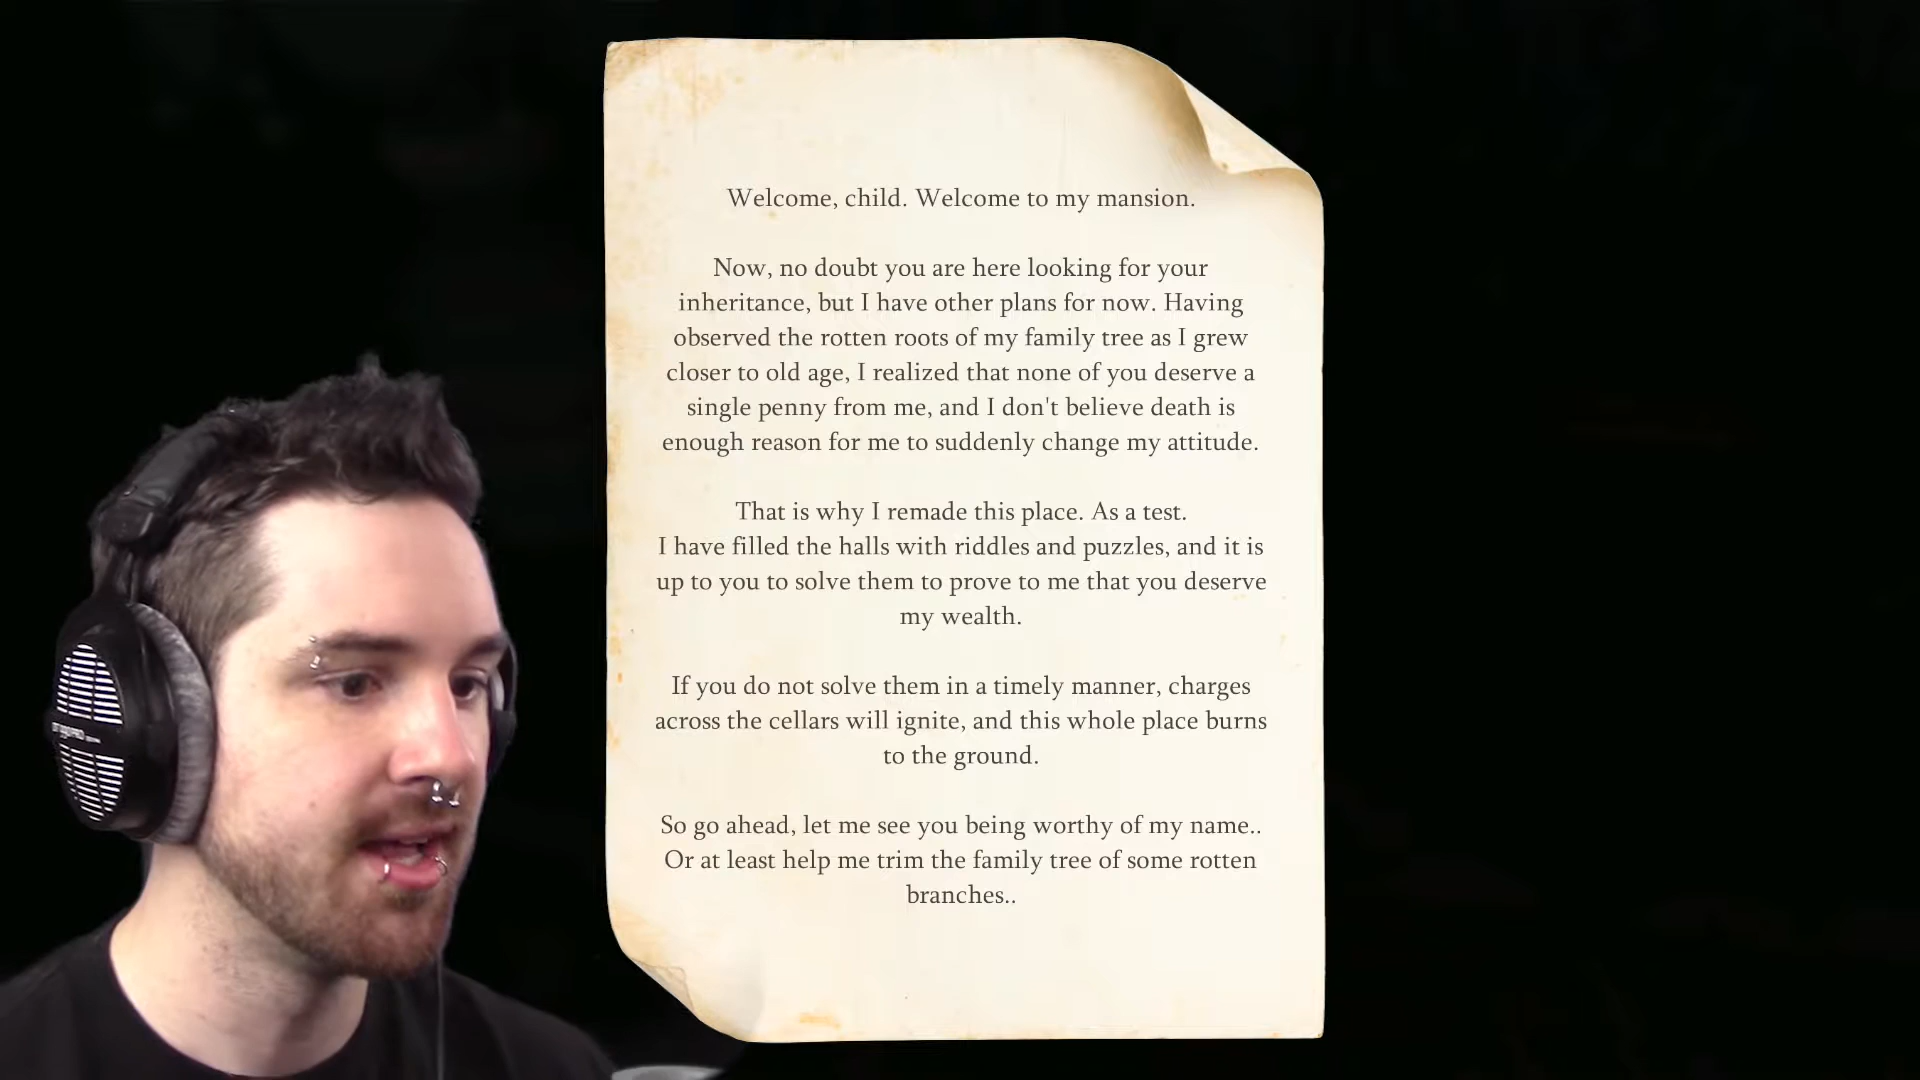 Welcome, child. Welcome to my mansion.
Now, no doubt you are here looking for your
inheritance, but I have other plans for now. Having
observed the rotten roots of my family tree as I grew
closer to old age, I realized that none of you deserve a
single penny from me, and I don't believe death is
enough reason for me to suddenly change my attitude.
That is why I remade this place. As a test.
I have filled the halls with riddles and puzzles, and it is
up to you to solve them to prove to me that you deserve
my wealth.
If you do not solve them in a timely manner, charges
across the cellars will ignite, and this whole place burns
to the ground.
So go ahead, let me see you being worthy of my name..
Or at least help me trim the family tree of some rotten
branches..